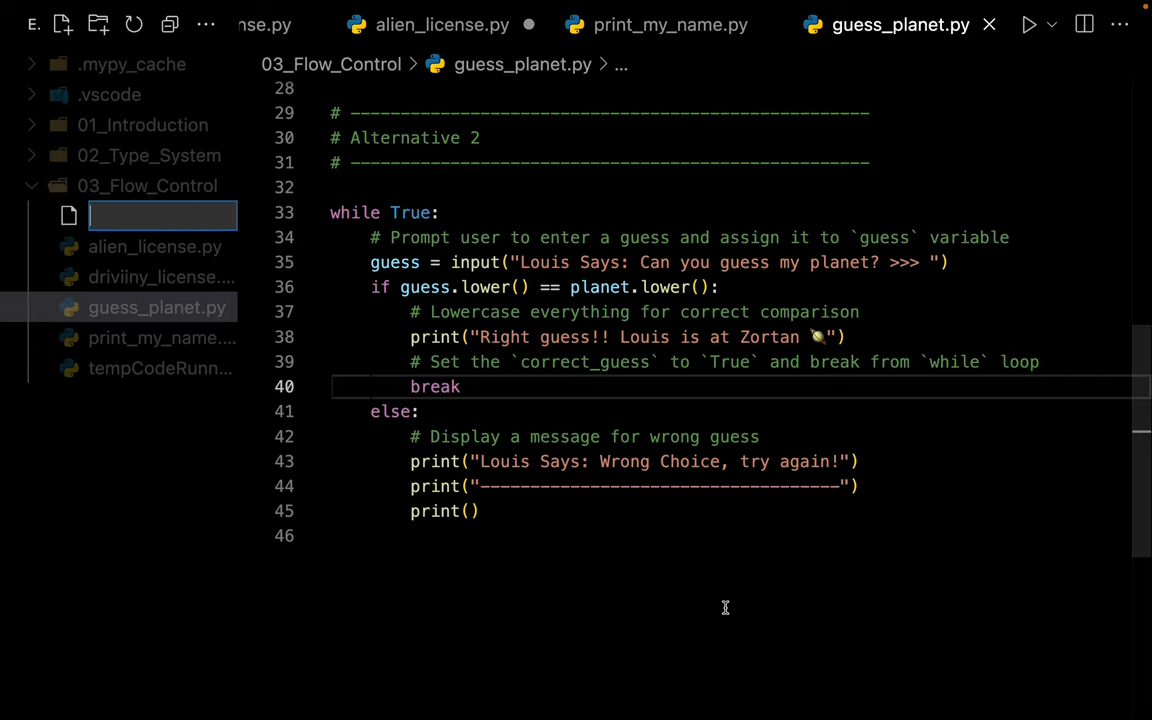 E. ... nse.py alien_license.py print_my_name.py guess_planet.py ...
.mypy_cache
.vscode
01_Introduction
02_Type_System
03_Flow_Control
alien_license.py
driviiny_license....
guess_planet.py
print_my_name....
tempCodeRunn...
03_Flow_Control > guess_planet.py > ...
28
29 # ----------------------------------------------------
30 # Alternative 2
31 # ----------------------------------------------------
32
33 while True:
34 # Prompt user to enter a guess and assign it to `guess` variable
35 guess = input("Louis Says: Can you guess my planet? >>> ")
36 if guess.lower() == planet.lower():
37 # Lowercase everything for correct comparison
38 print("Right guess!! Louis is at Zortan 🪐")
39 # Set the `correct_guess` to `True` and break from `while` loop
40 break
41 else:
42 # Display a message for wrong guess
43 print("Louis Says: Wrong Choice, try again!")
44 print("------------------------------------")
45 print()
46